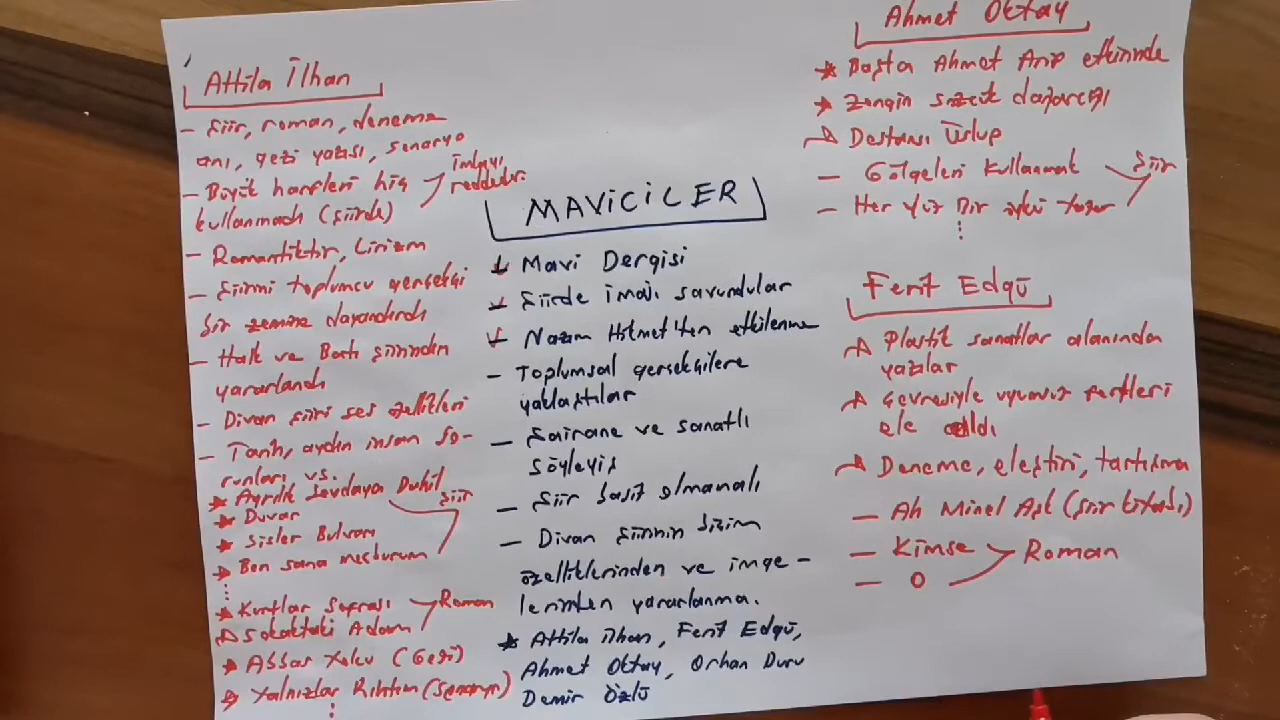 Attila İlhan
- Şiir, roman, deneme
anı, gezi yazısı, senaryo
- Büyük harfleri hiç
kullanmadı (şiirde)
imlayı
reddeder.
- Romantiktir, Lirizm
- Şiirini toplumcu gerçekçi
bir zemine dayandırdı
- Halk ve Batı şiirinden
yararlandı
- Divan şiiri ses özellikleri
- Tarih, aydın insan so-
runları, vs.
* Ayrılık Sevdaya Dahil
* Duvar
* Sisler Bulvarı
* Ben sana mecburum
Şiir
* Kurtlar Sofrası
* Sokaktaki Adam
Roman
* Abbas Yolcu (Gezi)
* Yalnızlar Rıhtımı (Senaryo)
MAVİCİLER
Mavi Dergisi
Şiirde imajı savundular
Nazım Hikmet'ten etkilenme
- Toplumsal gerçekçilere
yaklaştılar
- Şairane ve sanatlı
söyleyiş
- Şiir basit olmamalı
- Divan şiirinin biçim
özelliklerinden ve imge-
lerinden yararlanma.
* Attila ilhan, Ferit Edgü,
Ahmet Oktay, Orhan Duru
Demir Özlü
Ahmet Oktay
* Başta Ahmet Arif etkisinde
* Zengin sözcük dağarcığı
* Destansı Üslup
- Gölgeleri Kullanmak
- Her Yüz Bir öykü Yazar
Şiir
Ferit Edgü
* Plastik sanatlar alanında
yazılar
* Çevresiyle uyumsuz fertleri
ele aldı
* Deneme, eleştiri, tartışma
- Ah Minel Aşk (şiir kitabı)
- Kimse
- O
Roman